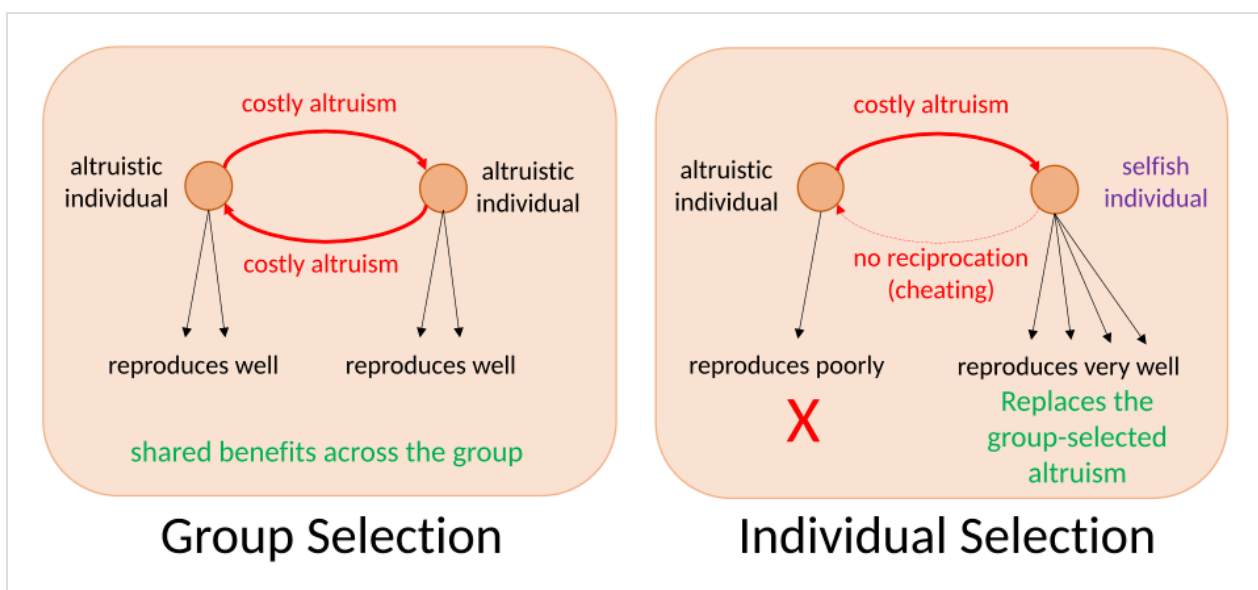 costly altruism
altruistic
individual
altruistic
individual
costly altruism
reproduces well
reproduces well
shared benefits across the group
Group Selection
costly altruism
altruistic
individual
selfish
individual
no reciprocation
(cheating)
reproduces poorly
X
reproduces very well
Replaces the
group-selected
altruism
Individual Selection